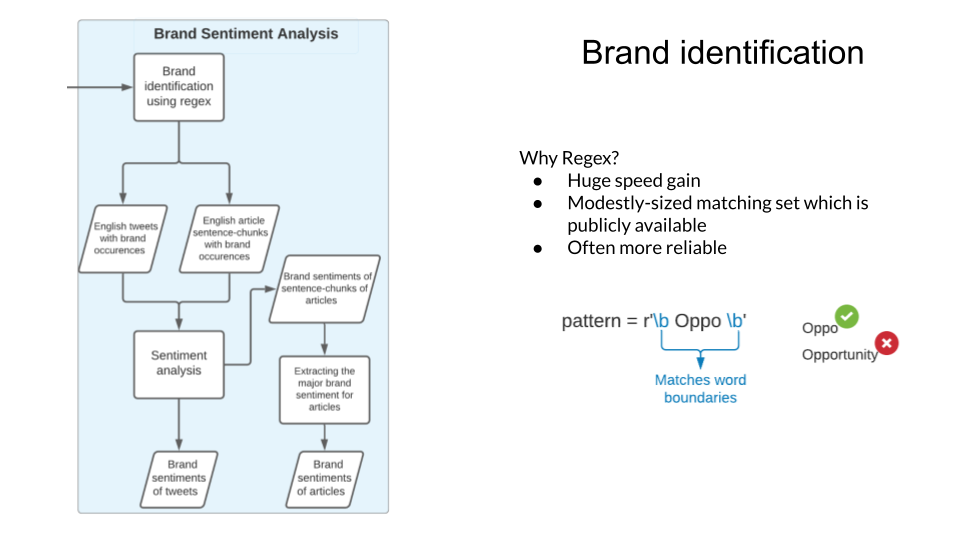 Brand Sentiment Analysis
Brand
identification
using regex
English tweets
with brand
occurences
English article
sentence-chunks
with brand
occurences
Brand sentiments of
sentence-chunks of
articles
Sentiment
analysis
Extracting the
major brand
sentiment for
articles
Brand
sentiments
of tweets
Brand
sentiments
of articles
Brand identification
Why Regex?
● Huge speed gain
● Modestly-sized matching set which is
publicly available
● Often more reliable
pattern = r'\b Oppo \b'
Matches word
boundaries
Oppo
Opportunity